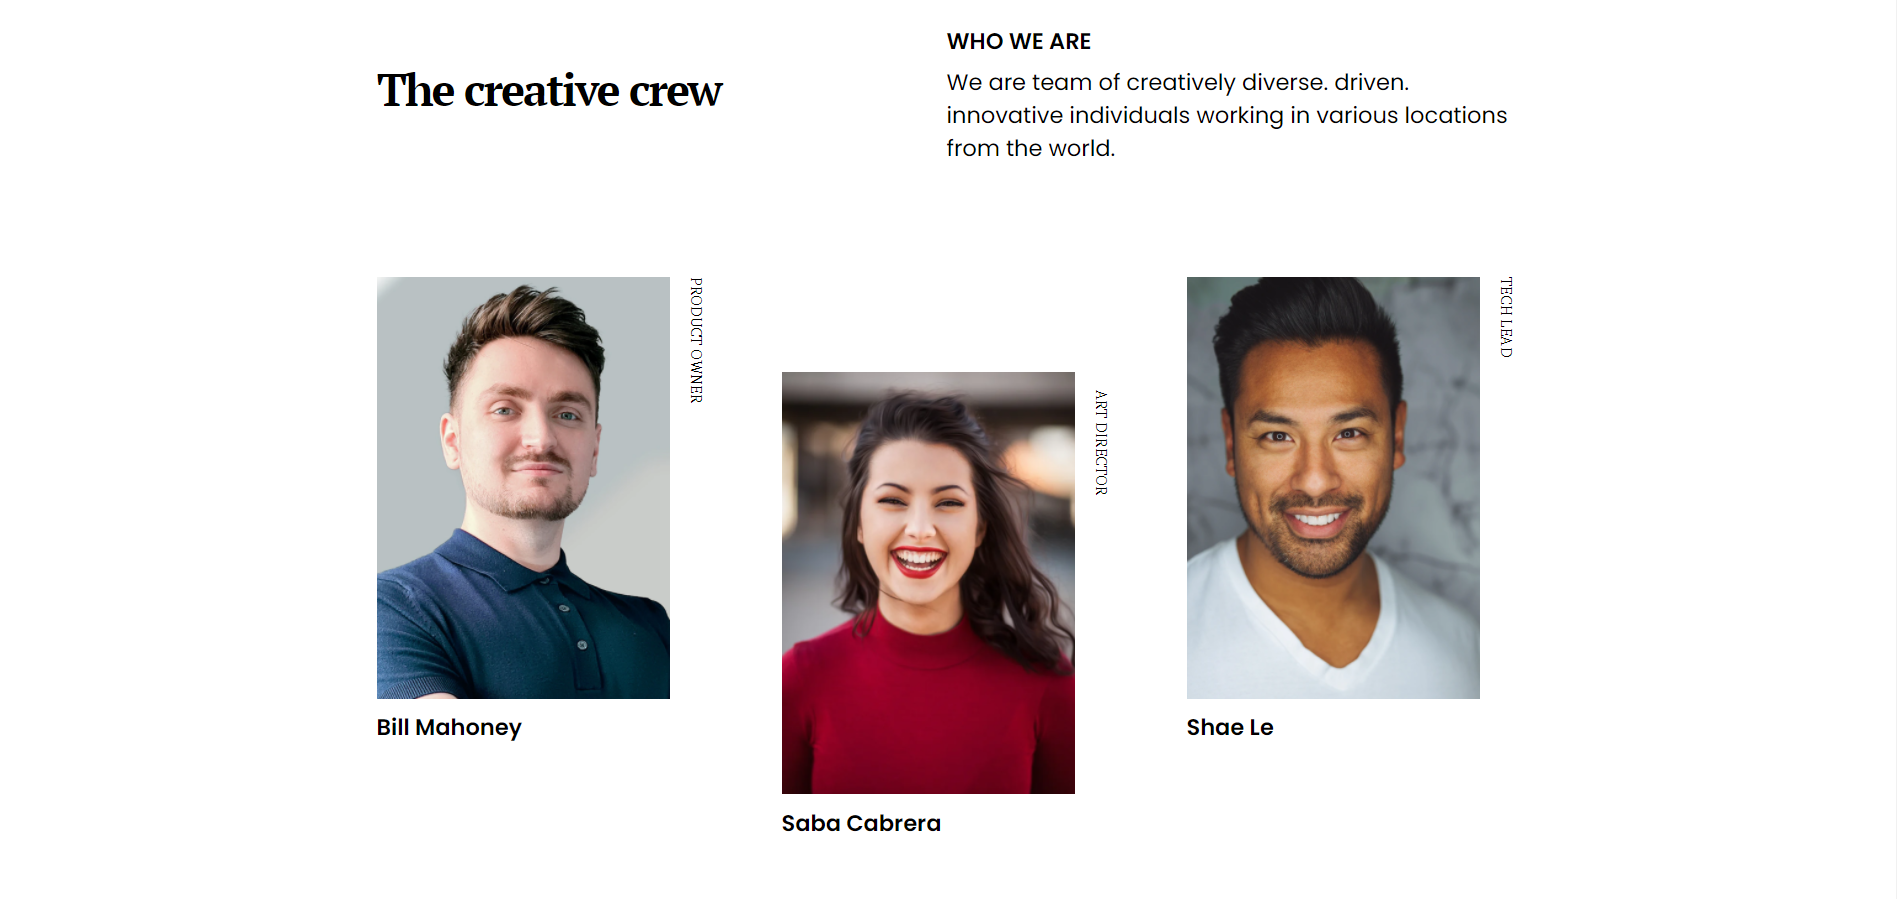 The creative crew
WHO WE ARE
We are team of creatively diverse. driven.
innovative individuals working in various locations
from the world.
PRODUCT OWNER
Bill Mahoney
ART DIRECTOR
Saba Cabrera
TECH LEAD
Shae Le